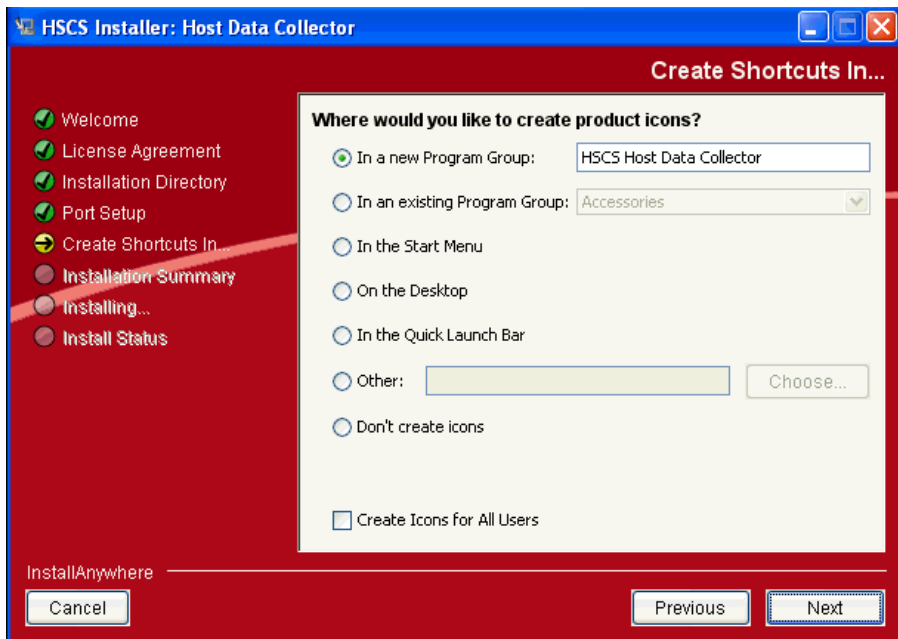 HSCS Installer: Host Data Collector
Create Shortcuts In...
Welcome
License Agreement
Installation Directory
Port Setup
Create Shortcuts In...
Installation Summary
Installing...
Install Status
Where would you like to create product icons?
In a new Program Group: HSCS Host Data Collector
In an existing Program Group: Accessories
In the Start Menu
On the Desktop
In the Quick Launch Bar
Other: Choose...
Don't create icons
Create Icons for All Users
InstallAnywhere
Cancel Previous Next